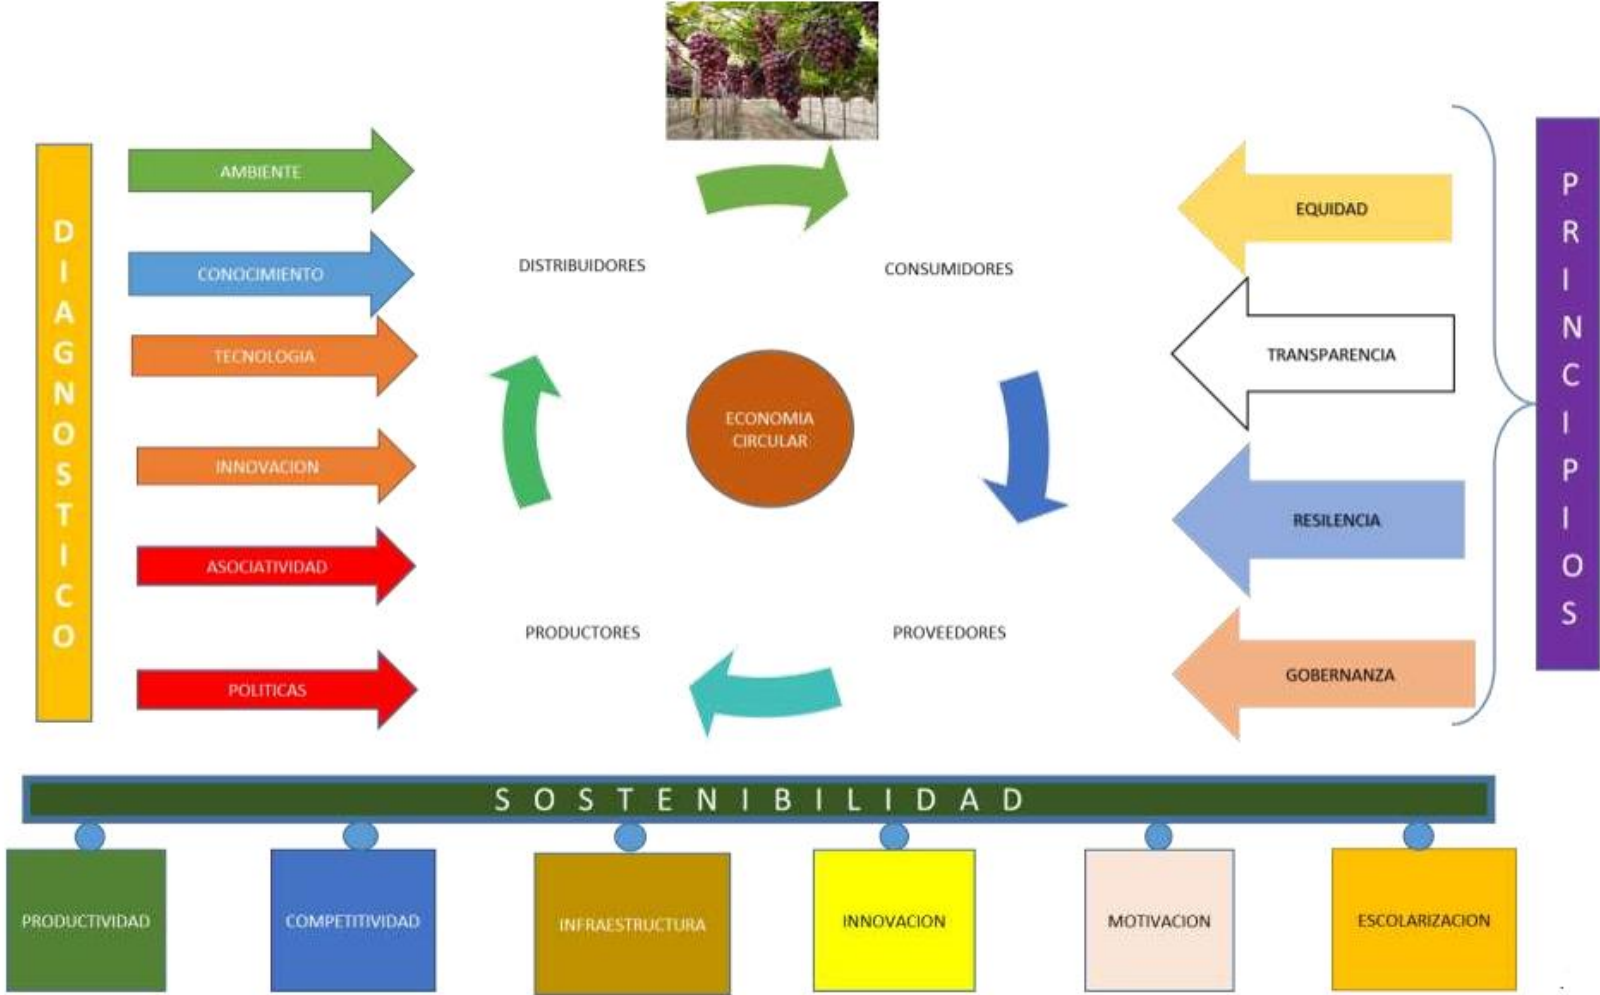 DIAGNOSTICO
AMBIENTE
CONOCIMIENTO
TECNOLOGIA
INNOVACION
ASOCIATIVIDAD
POLITICAS
DISTRIBUIDORES
CONSUMIDORES
ECONOMIA
CIRCULAR
PRODUCTORES
PROVEEDORES
EQUIDAD
TRANSPARENCIA
RESILENCIA
GOBERNANZA
PRINCIPIOS
SOSTENIBILIDAD
PRODUCTIVIDAD
COMPETITIVIDAD
INFRAESTRUCTURA
INNOVACION
MOTIVACION
ESCOLARIZACION